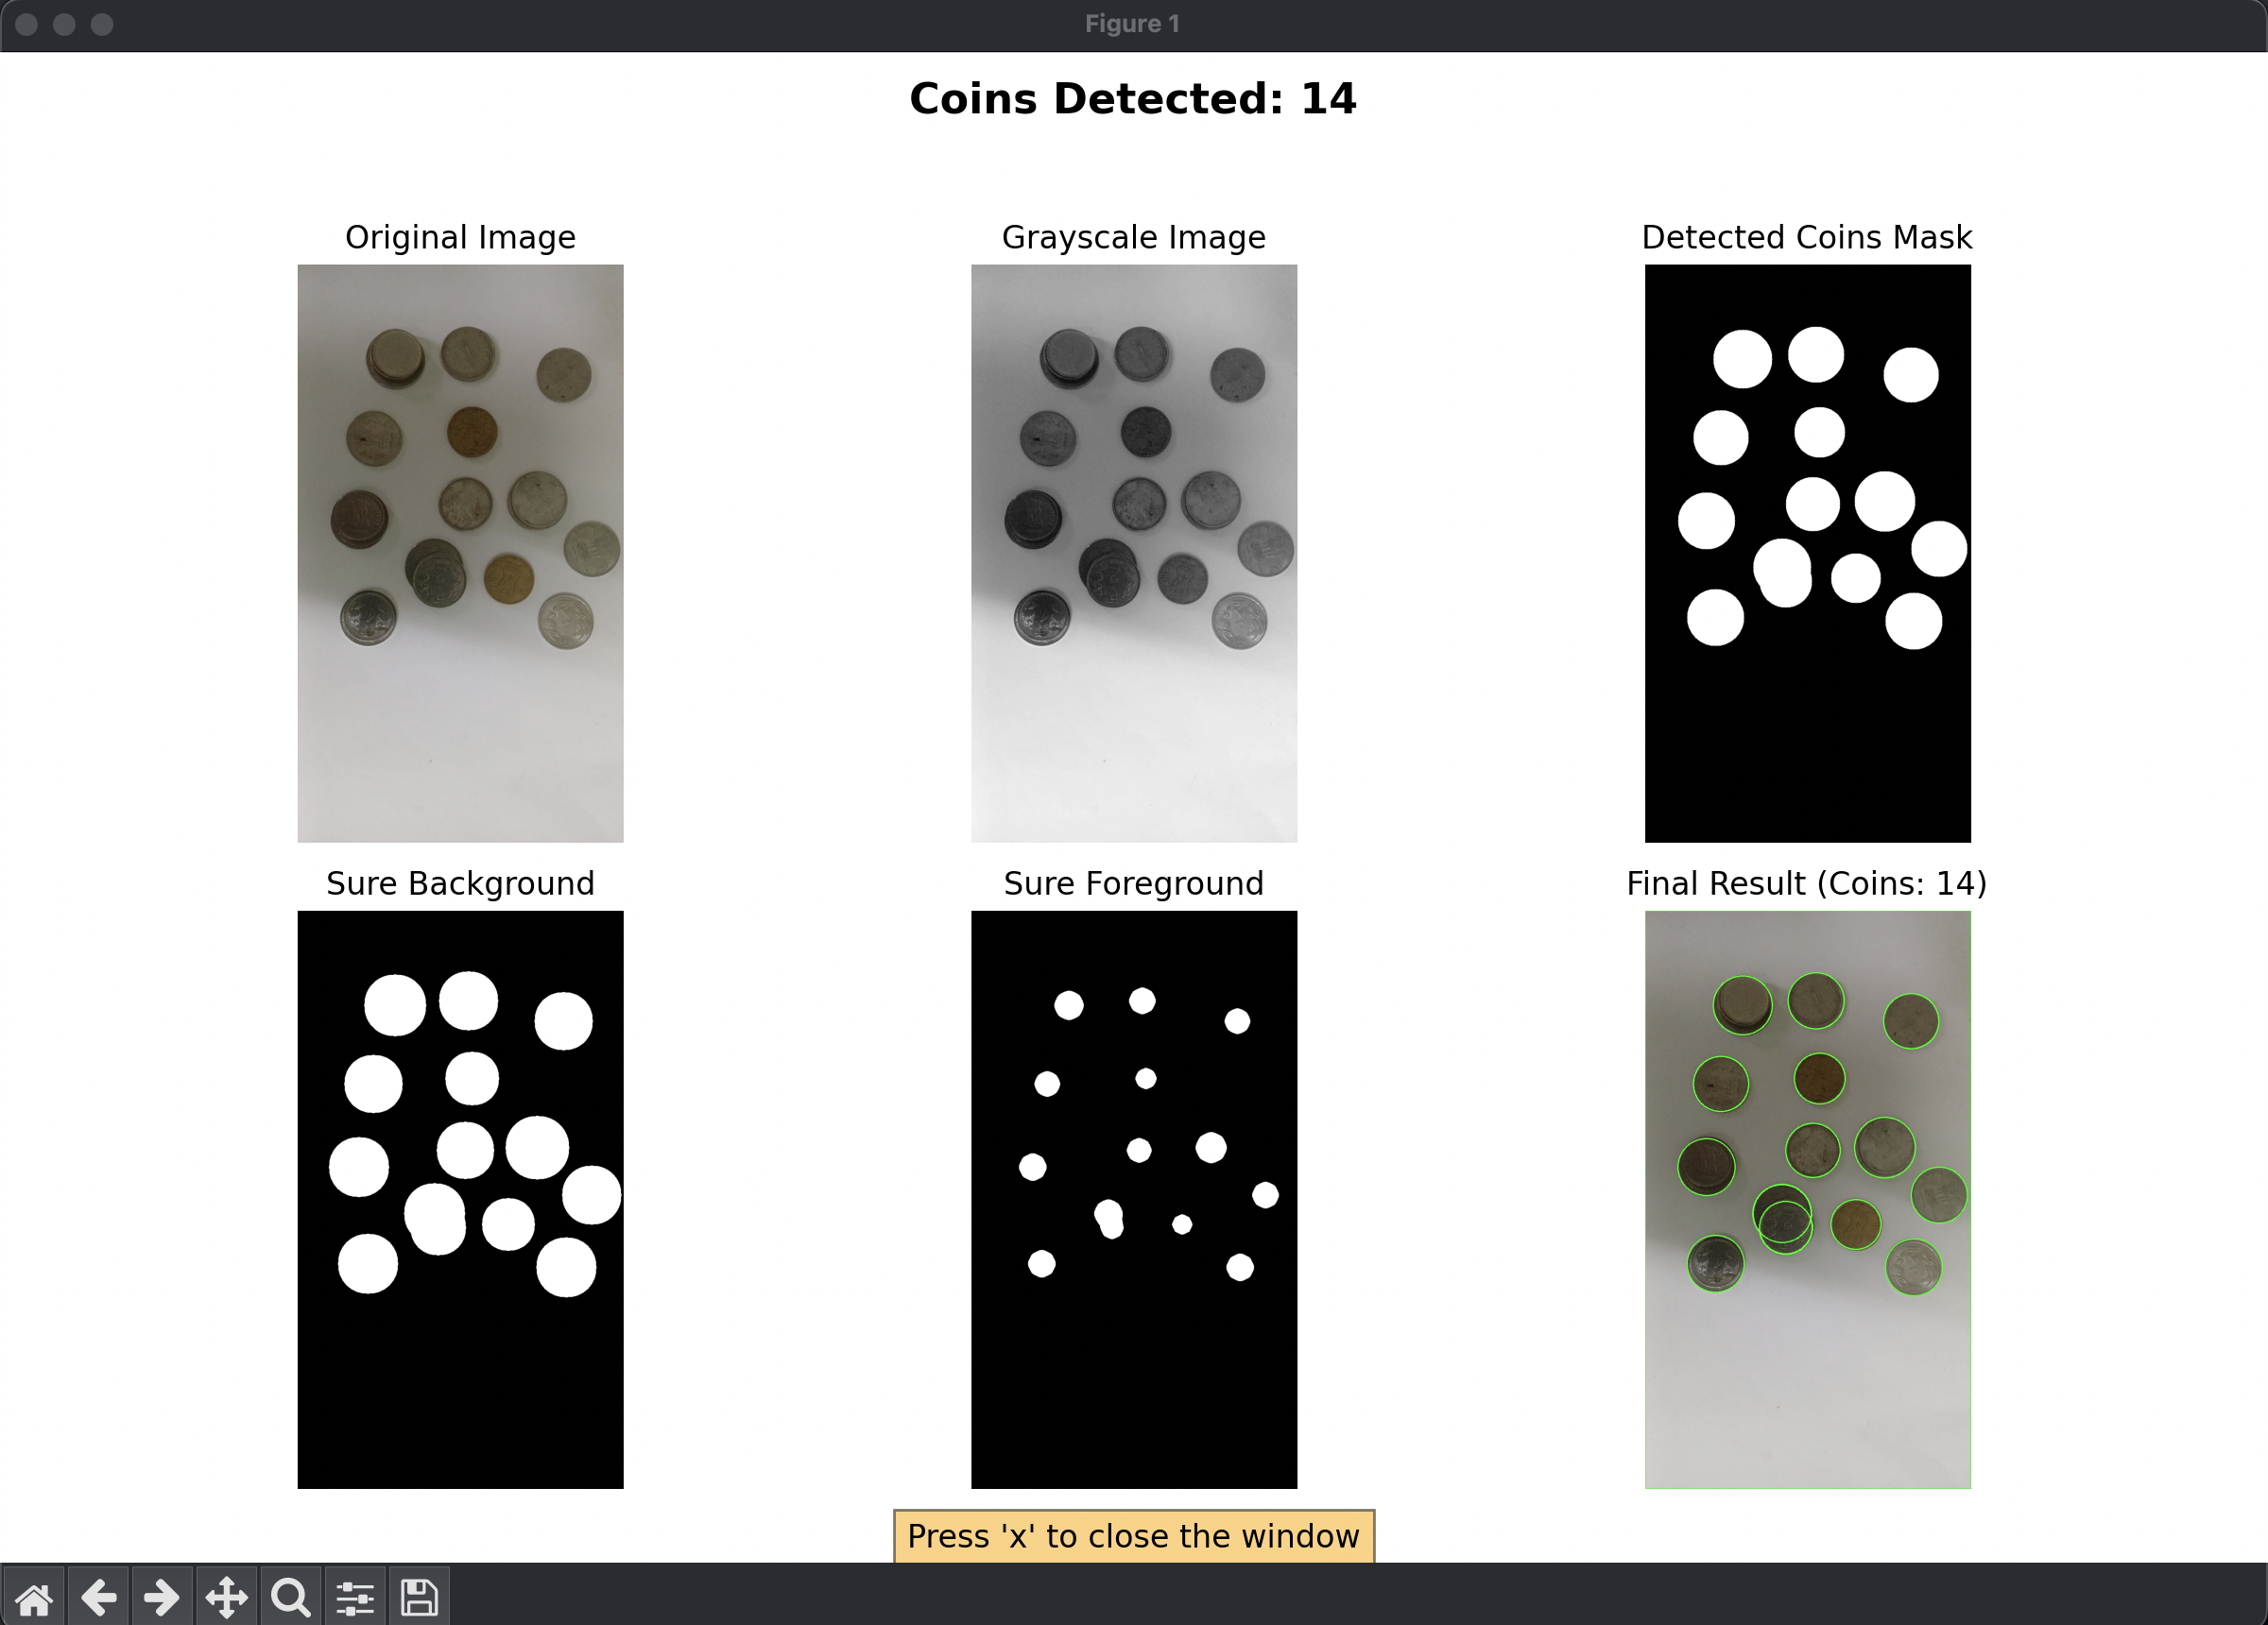 Figure 1
Coins Detected: 14
Original Image
Grayscale Image
Detected Coins Mask
Sure Background
Sure Foreground
Final Result (Coins: 14)
Press 'x' to close the window